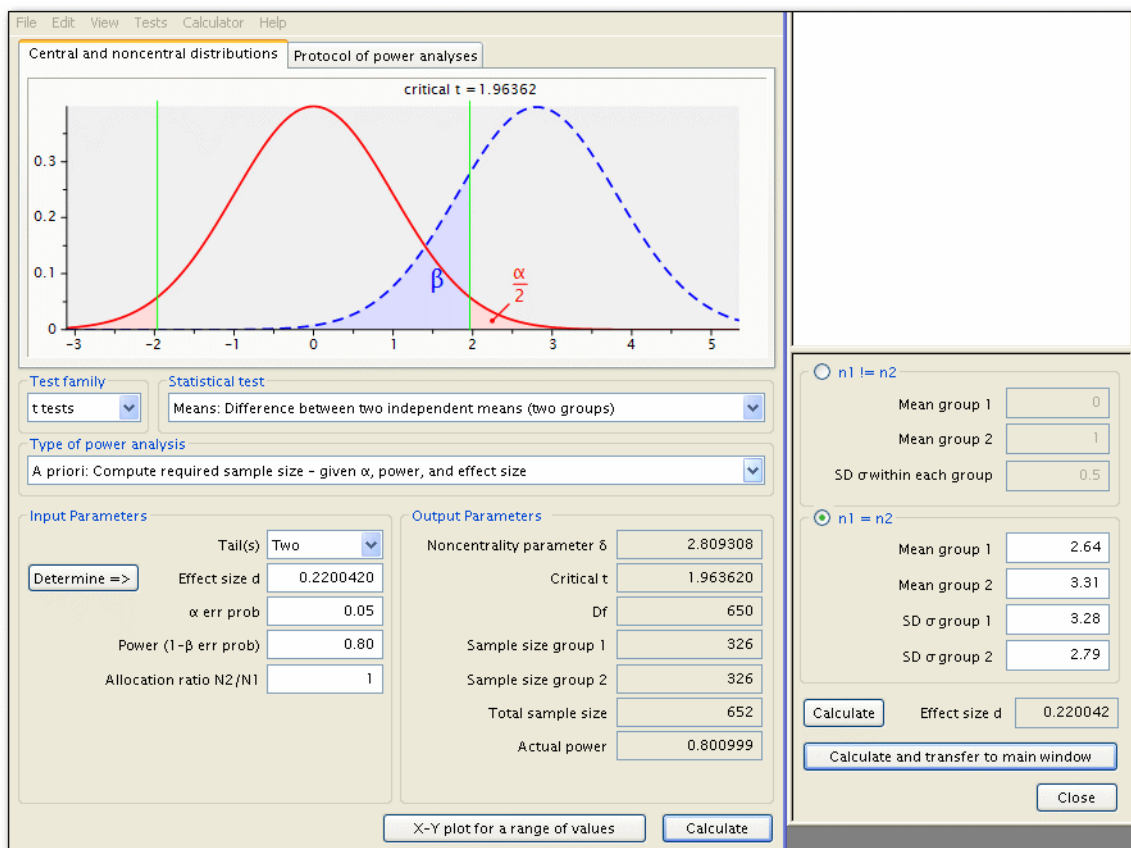 File Edit View Tests Calculator Help
Central and noncentral distributions
Protocol of power analyses
critical t = 1.96362
0.3
0.2
0.1
0
β
α
2
-3 -2 -1 0 1 2 3 4 5
Test family
Statistical test
t tests
Means: Difference between two independent means (two groups)
Type of power analysis
A priori: Compute required sample size - given α, power, and effect size
Input Parameters
Tail(s) Two
Determine => Effect size d 0.2200420
α err prob 0.05
Power (1-β err prob) 0.80
Allocation ratio N2/N1 1
Output Parameters
Noncentrality parameter δ 2.809308
Critical t 1.963620
Df 650
Sample size group 1 326
Sample size group 2 326
Total sample size 652
Actual power 0.800999
X-Y plot for a range of values
Calculate
n1 != n2
Mean group 1 0
Mean group 2 1
SD σ within each group 0.5
n1 = n2
Mean group 1 2.64
Mean group 2 3.31
SD σ group 1 3.28
SD σ group 2 2.79
Calculate Effect size d 0.220042
Calculate and transfer to main window
Close